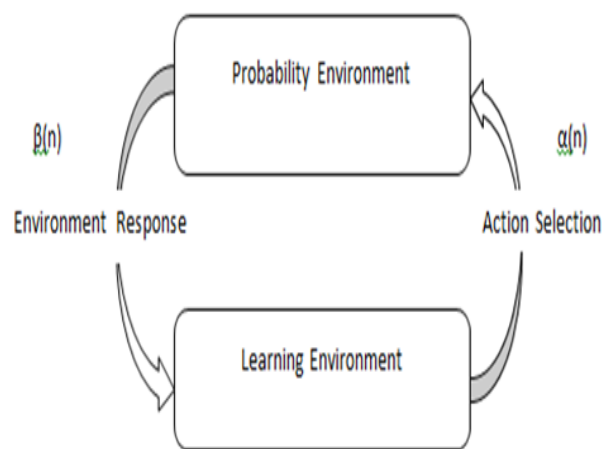 Probability Environment
β(n)
α(n)
Environment Response
Action Selection
Learning Environment